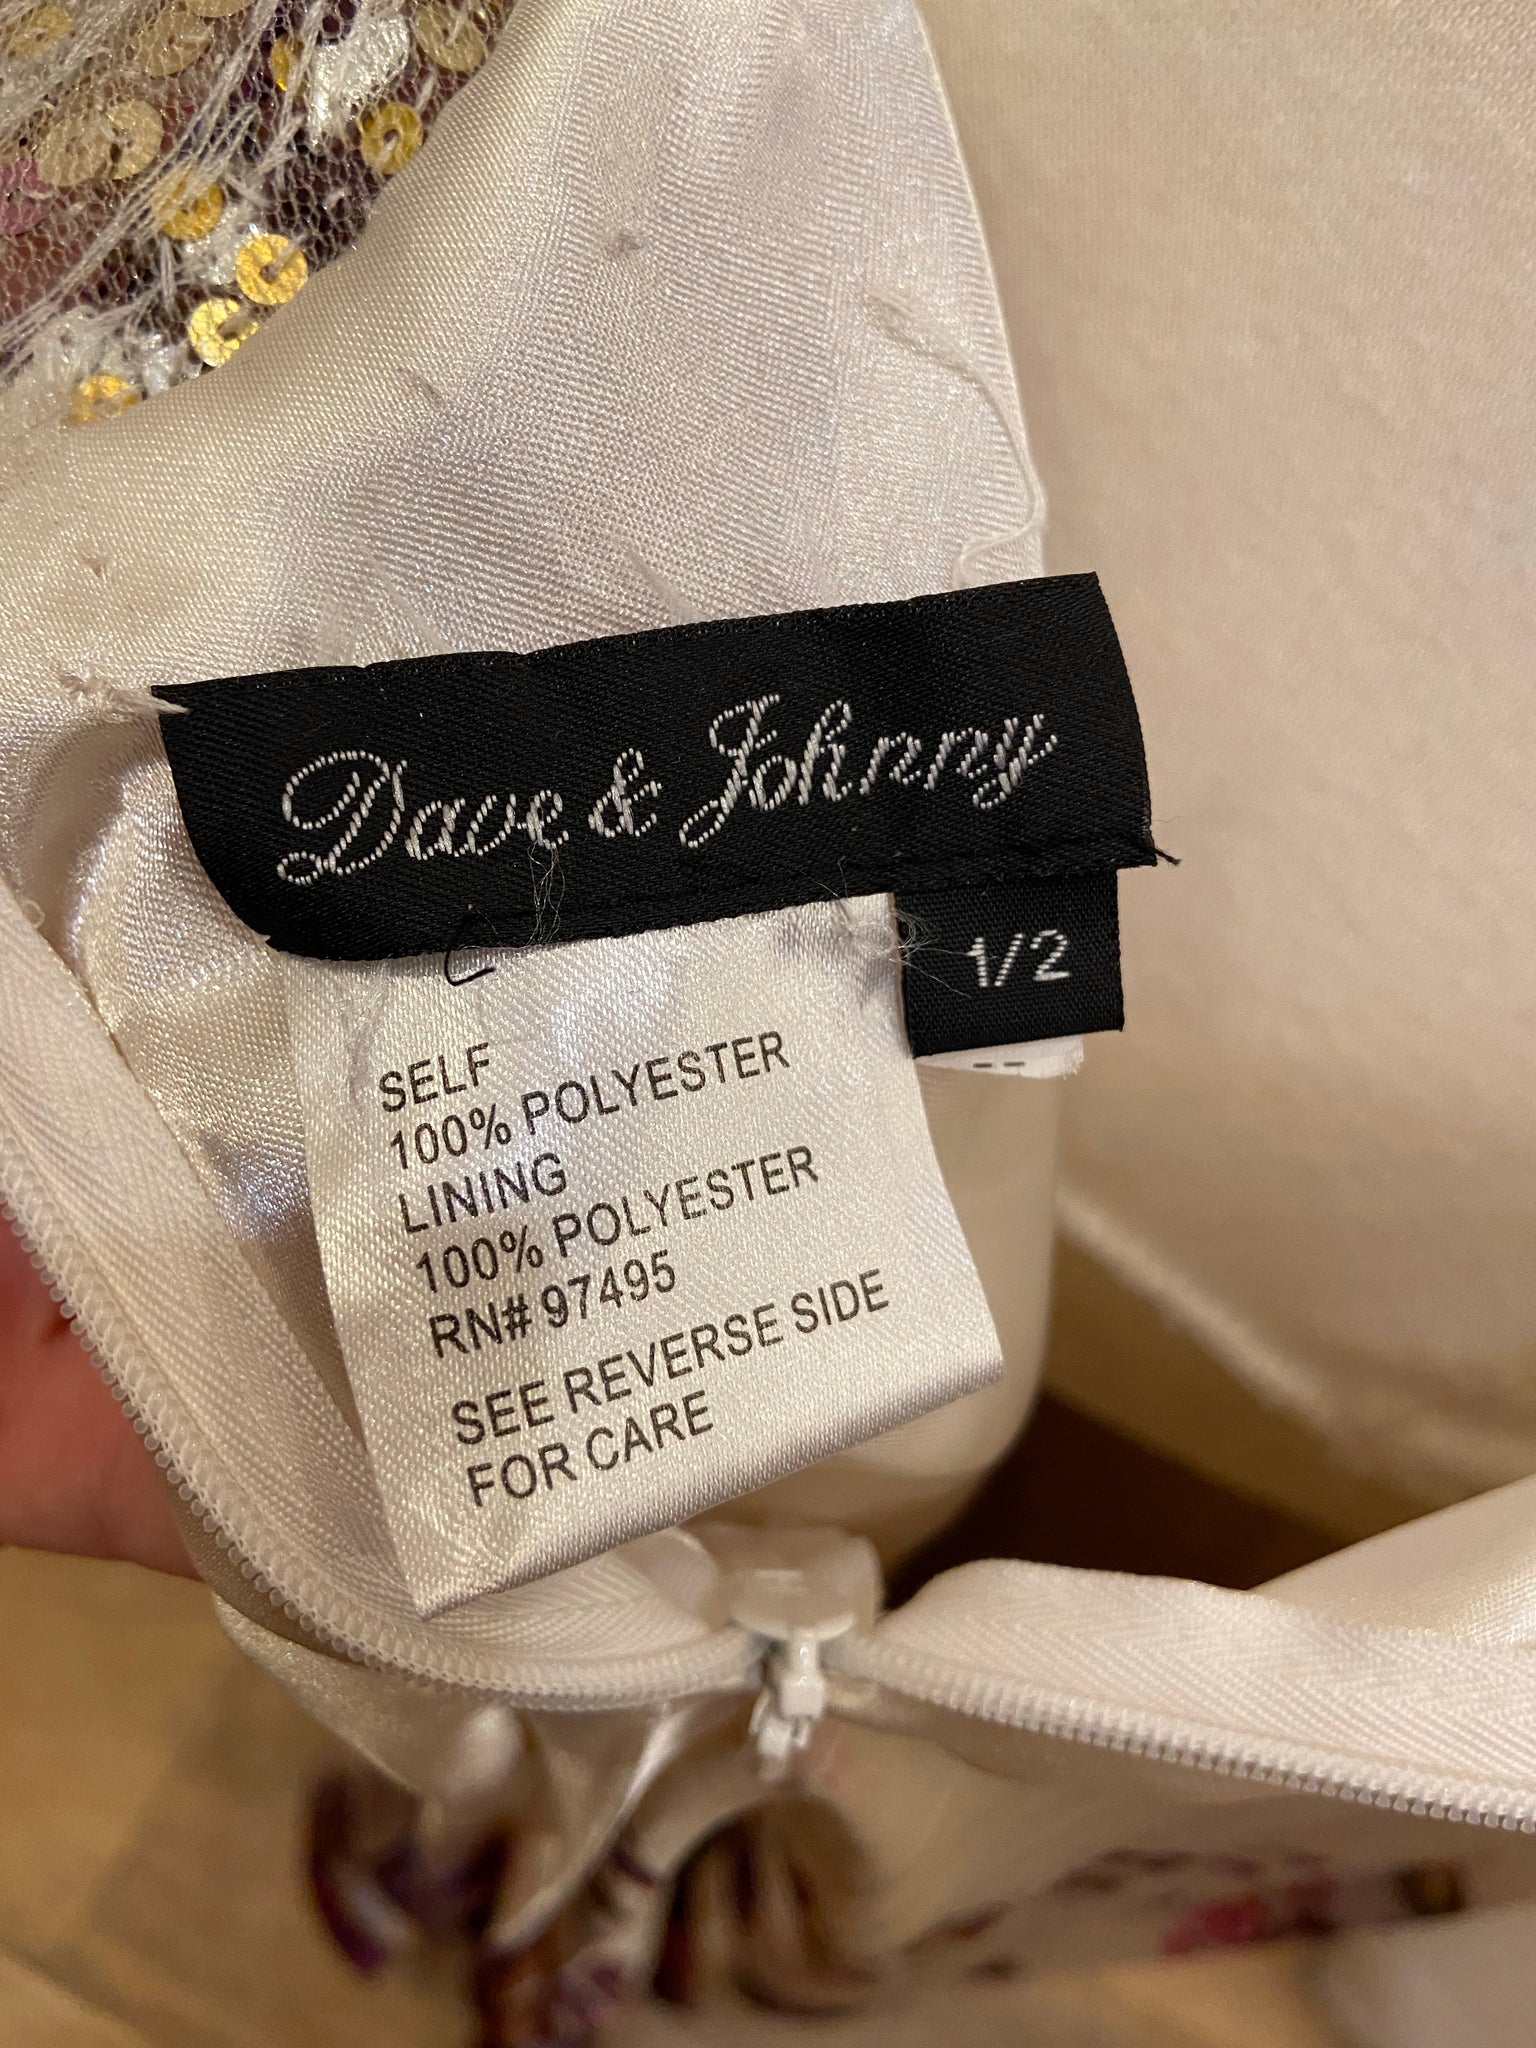 Dave & Johnny
1/2
SELF
100% POLYESTER
LINING
100% POLYESTER
RN# 97495
SEE REVERSE SIDE
FOR CARE